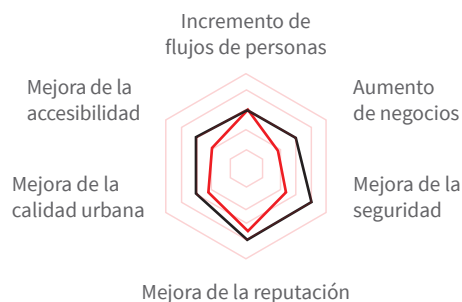 Incremento de
flujos de personas
Mejora de la
accesibilidad
Aumento
de negocios
Mejora de la
calidad urbana
Mejora de la
seguridad
Mejora de la reputación